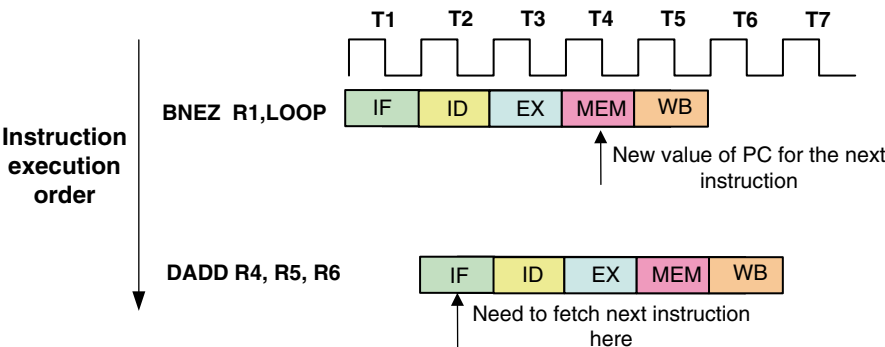 T1 T2 T3 T4 T5 T6 T7
BNEZ R1,LOOP IF ID EX MEM WB
Instruction
execution
order
New value of PC for the next
instruction
DADD R4, R5, R6 IF ID EX MEM WB
Need to fetch next instruction
here